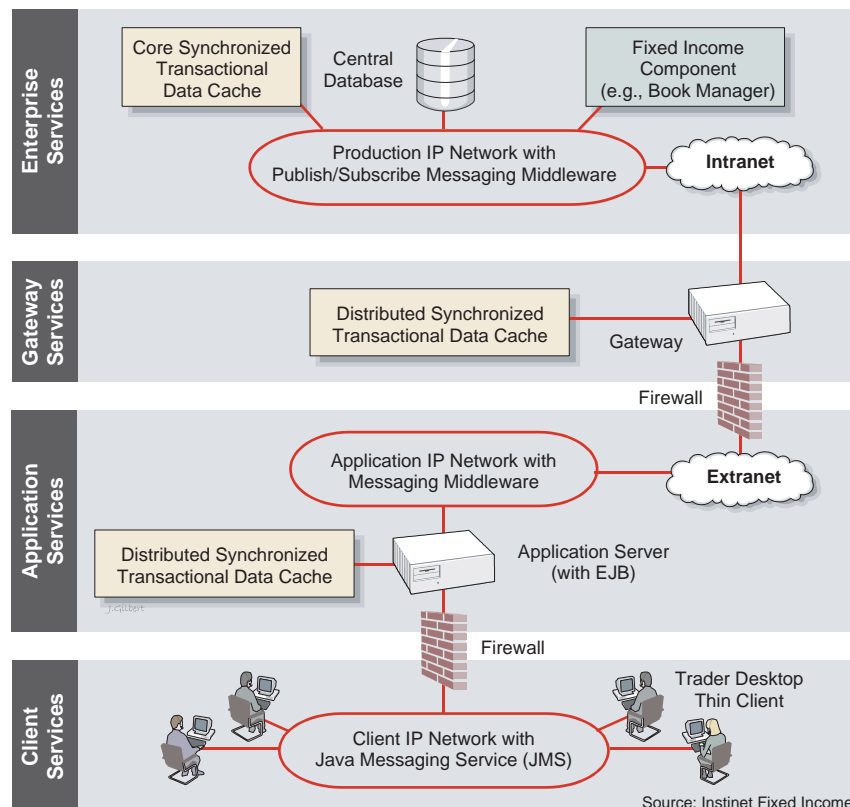 Enterprise
Services
Core Synchronized
Transactional
Data Cache
Central
Database
Fixed Income
Component
(e.g., Book Manager)
Production IP Network with
Publish/Subscribe Messaging Middleware
Intranet
Gateway
Services
Distributed Synchronized
Transactional Data Cache
Gateway
Firewall
Application
Services
Application IP Network with
Messaging Middleware
Extranet
Distributed Synchronized
Transactional Data Cache
Application Server
(with EJB)
J.Gilbert
Firewall
Client
Services
Trader Desktop
Thin Client
Client IP Network with
Java Messaging Service (JMS)
Source: Instinet Fixed Income